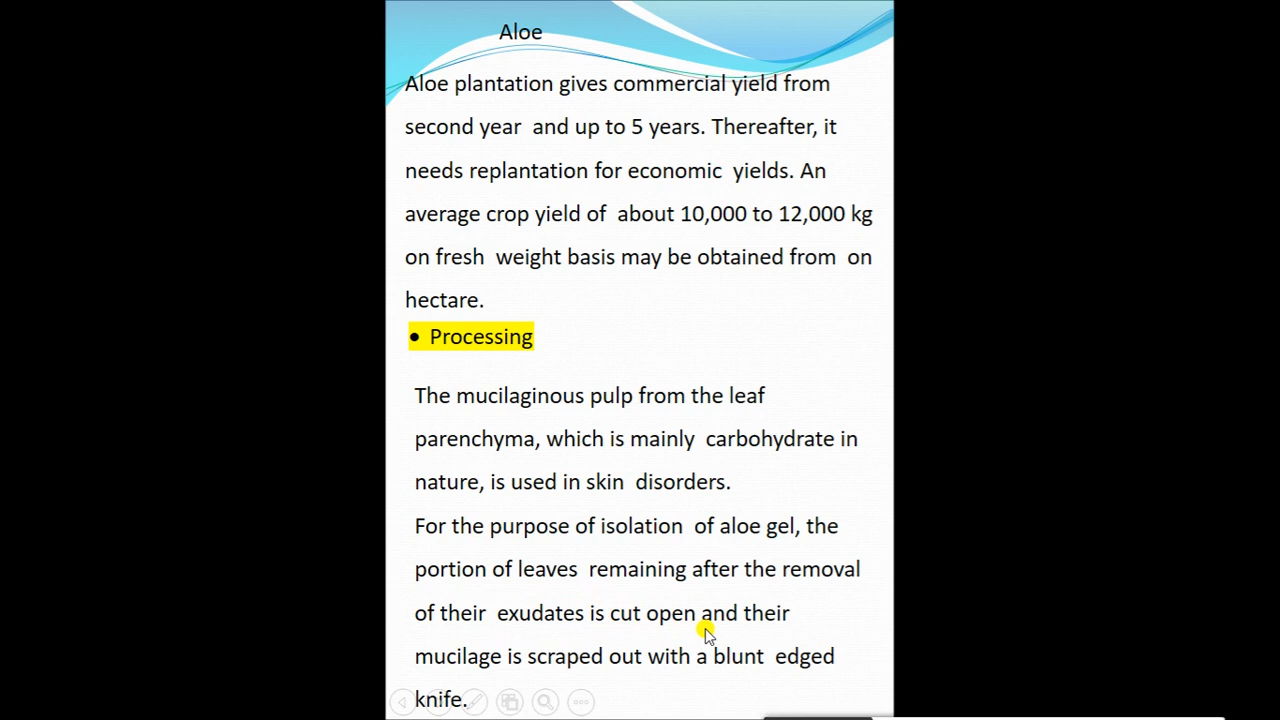 Aloe
Aloe plantation gives commercial yield from
second year and up to 5 years. Thereafter, it
needs replantation for economic yields. An
average crop yield of about 10,000 to 12,000 kg
on fresh weight basis may be obtained from on
hectare.
• Processing
The mucilaginous pulp from the leaf
parenchyma, which is mainly carbohydrate in
nature, is used in skin disorders.
For the purpose of isolation of aloe gel, the
portion of leaves remaining after the removal
of their exudates is cut open and their
mucilage is scraped out with a blunt edged
knife.